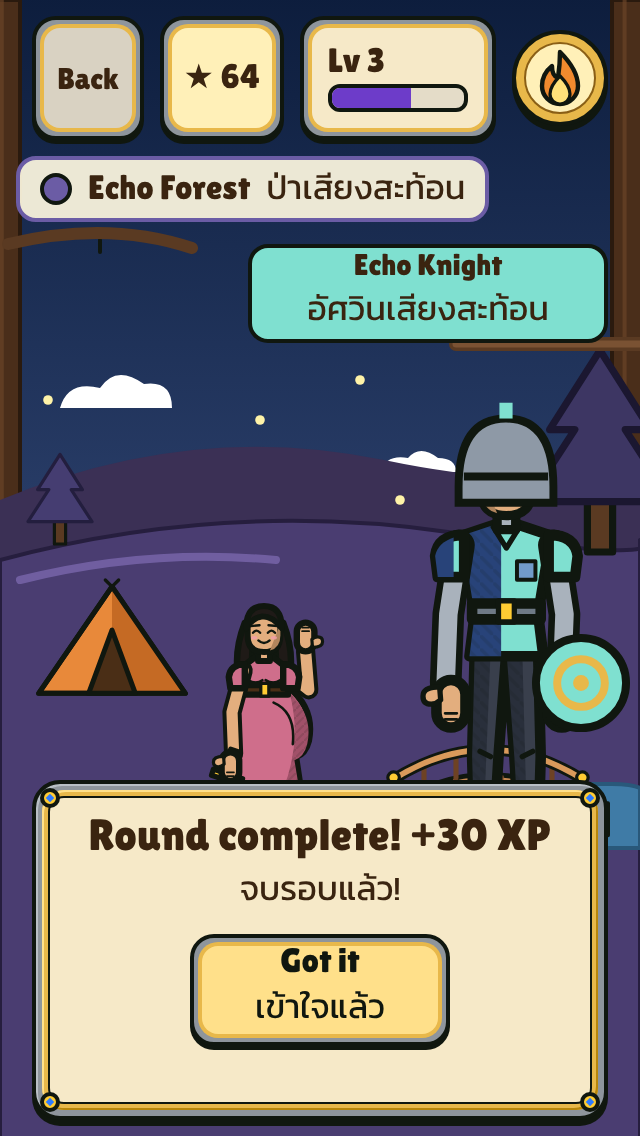 Back
★ 64
Lv 3
Echo Forest ป่าเสียงสะท้อน
Echo Knight
อัศวินเสียงสะท้อน
Round complete! +30 XP
จบรอบแล้ว!
Got it
เข้าใจแล้ว